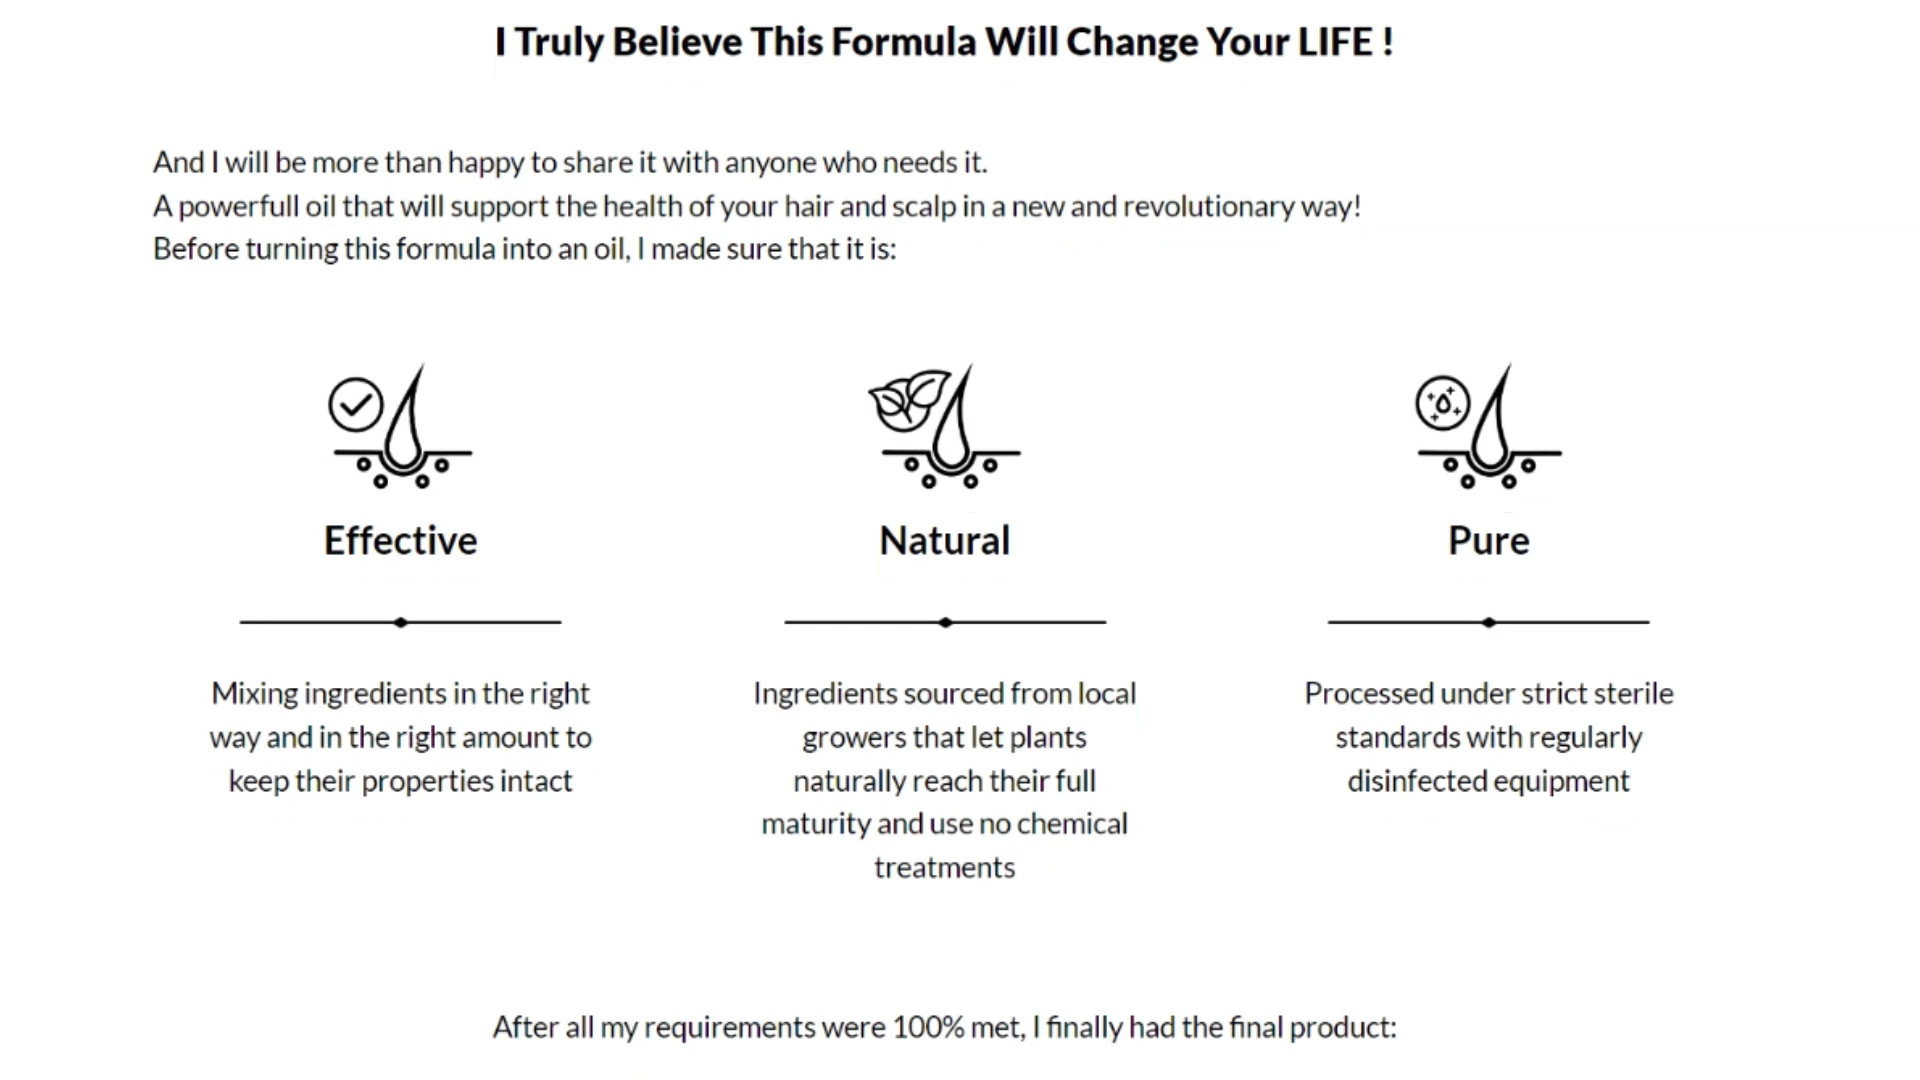 I Truly Believe This Formula Will Change Your LIFE !
And I will be more than happy to share it with anyone who needs it.
A powerfull oil that will support the health of your hair and scalp in a new and revolutionary way!
Before turning this formula into an oil, I made sure that it is:
Effective
Mixing ingredients in the right
way and in the right amount to
keep their properties intact
Natural
Ingredients sourced from local
growers that let plants
naturally reach their full
maturity and use no chemical
treatments
Pure
Processed under strict sterile
standards with regularly
disinfected equipment
After all my requirements were 100% met, I finally had the final product: